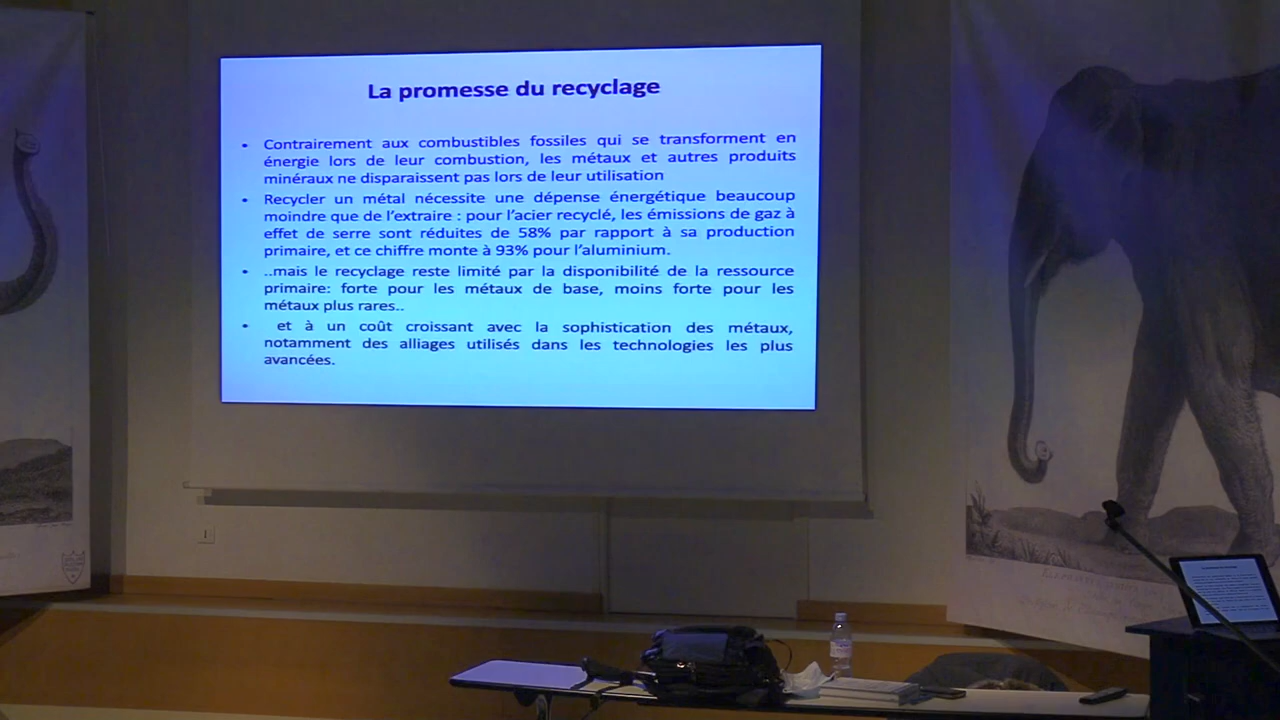 La promesse du recyclage
• Contrairement aux combustibles fossiles qui se transforment en
énergie lors de leur combustion, les métaux et autres produits
minéraux ne disparaissent pas lors de leur utilisation
• Recycler un métal nécessite une dépense énergétique beaucoup
moindre que de l'extraire : pour l'acier recyclé, les émissions de gaz à
effet de serre sont réduites de 58% par rapport à sa production
primaire, et ce chiffre monte à 93% pour l'aluminium.
• ..mais le recyclage reste limité par la disponibilité de la ressource
primaire: forte pour les métaux de base, moins forte pour les
métaux plus rares..
• et à un coût croissant avec la sophistication des métaux,
notamment des alliages utilisés dans les technologies les plus
avancées.